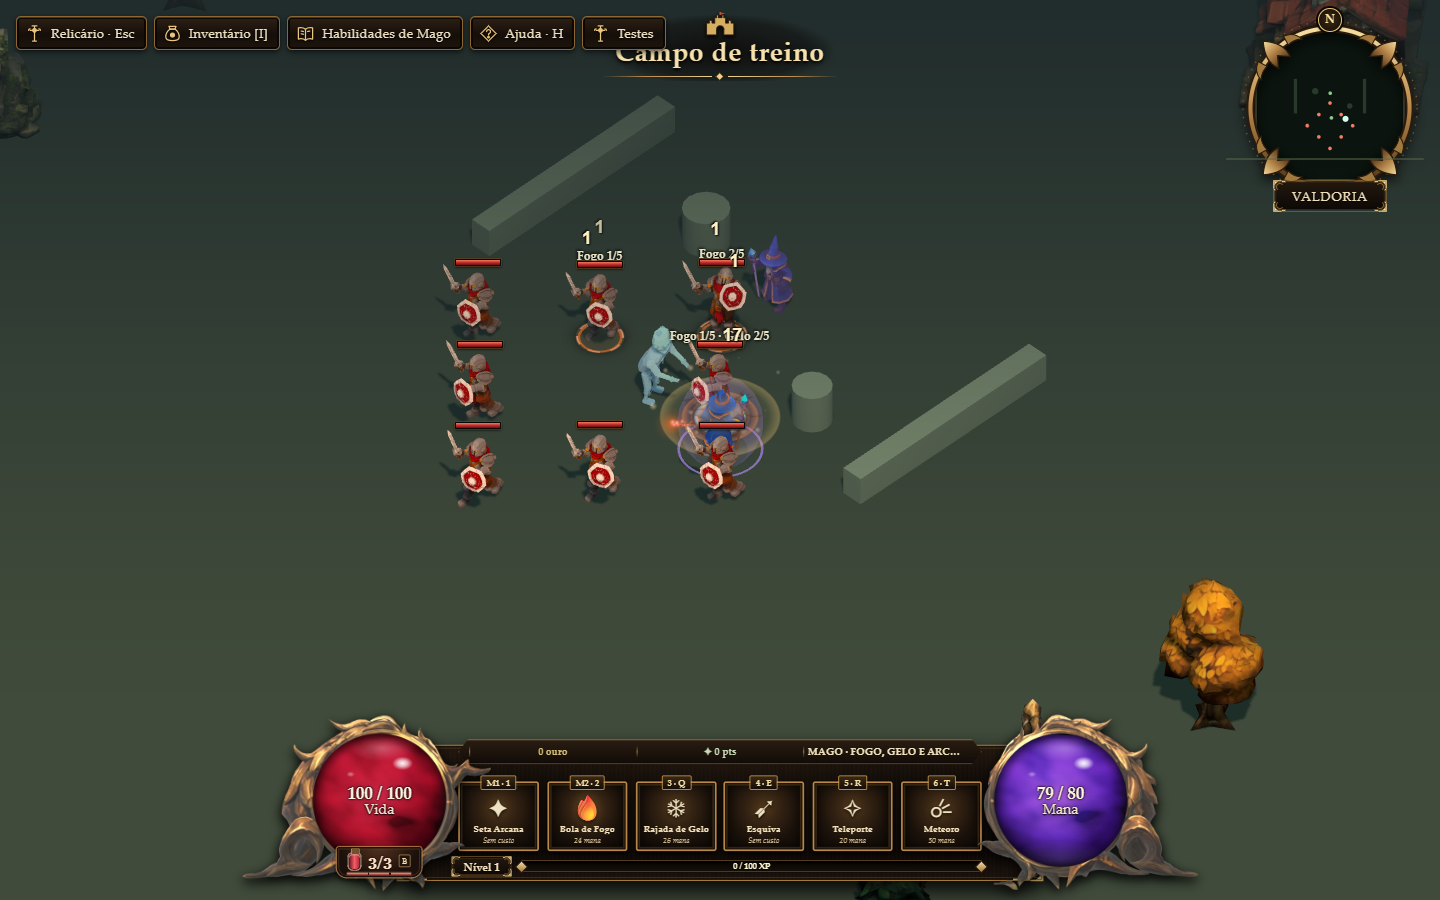 Relicário · Esc
Inventário [I]
Habilidades de Mago
Ajuda · H
Testes
Campo de treino
N
VALDORIA
1
1
Fogo 1/5
1
Fogo 2/5
1
Fogo 1/5 ·
17
2/5
0 ouro
✦ 0 pts
MAGO · FOGO, GELO E ARC...
100 / 100
Vida
3/3
B
M1 · 1
Seta Arcana
Sem custo
M2 · 2
Bola de Fogo
24 mana
3 · Q
Rajada de Gelo
26 mana
4 · E
Esquiva
Sem custo
5 · R
Teleporte
20 mana
6 · T
Meteoro
50 mana
79 / 80
Mana
Nível 1
0 / 100 XP